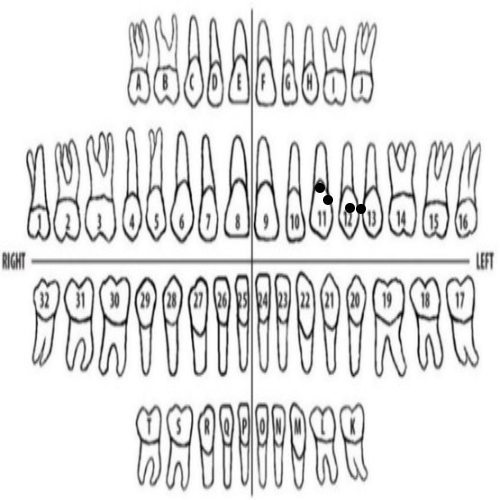 A B C D E F G H I J
1 2 3 4 5 6 7 8 9 10 11 12 13 14 15 16
RIGHT LEFT
32 31 30 29 28 27 26 25 24 23 22 21 20 19 18 17
T S R Q P O N M L K